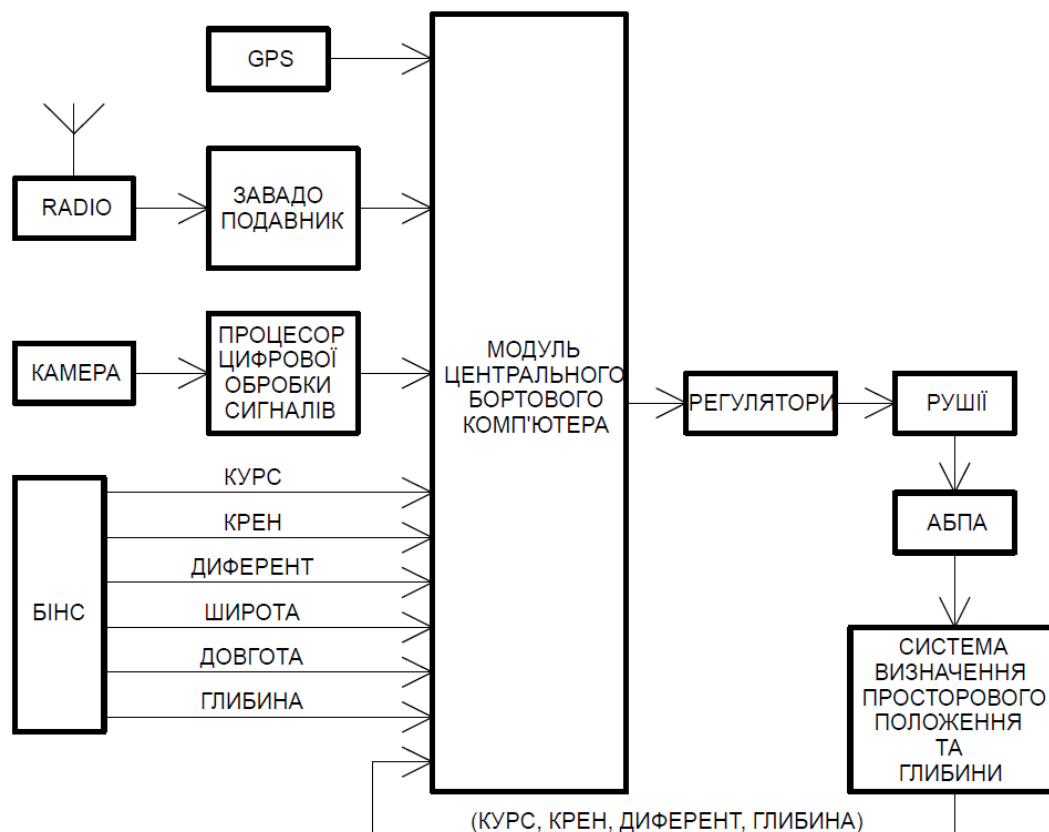 GPS
RADIO
ЗАВАДО
ПОДАВНИК
КАМЕРА
ПРОЦЕСОР
ЦИФРОВОЇ
ОБРОБКИ
СИГНАЛІВ
БІНС
КУРС
КРЕН
ДИФЕРЕНТ
ШИРОТА
ДОВГОТА
ГЛИБИНА
МОДУЛЬ
ЦЕНТРАЛЬНОГО
БОРТОВОГО
КОМП'ЮТЕРА
РЕГУЛЯТОРИ
РУШІЇ
АБПА
СИСТЕМА
ВИЗНАЧЕННЯ
ПРОСТОРОВОГО
ПОЛОЖЕННЯ
ТА
ГЛИБИНИ
(КУРС, КРЕН, ДИФЕРЕНТ, ГЛИБИНА)